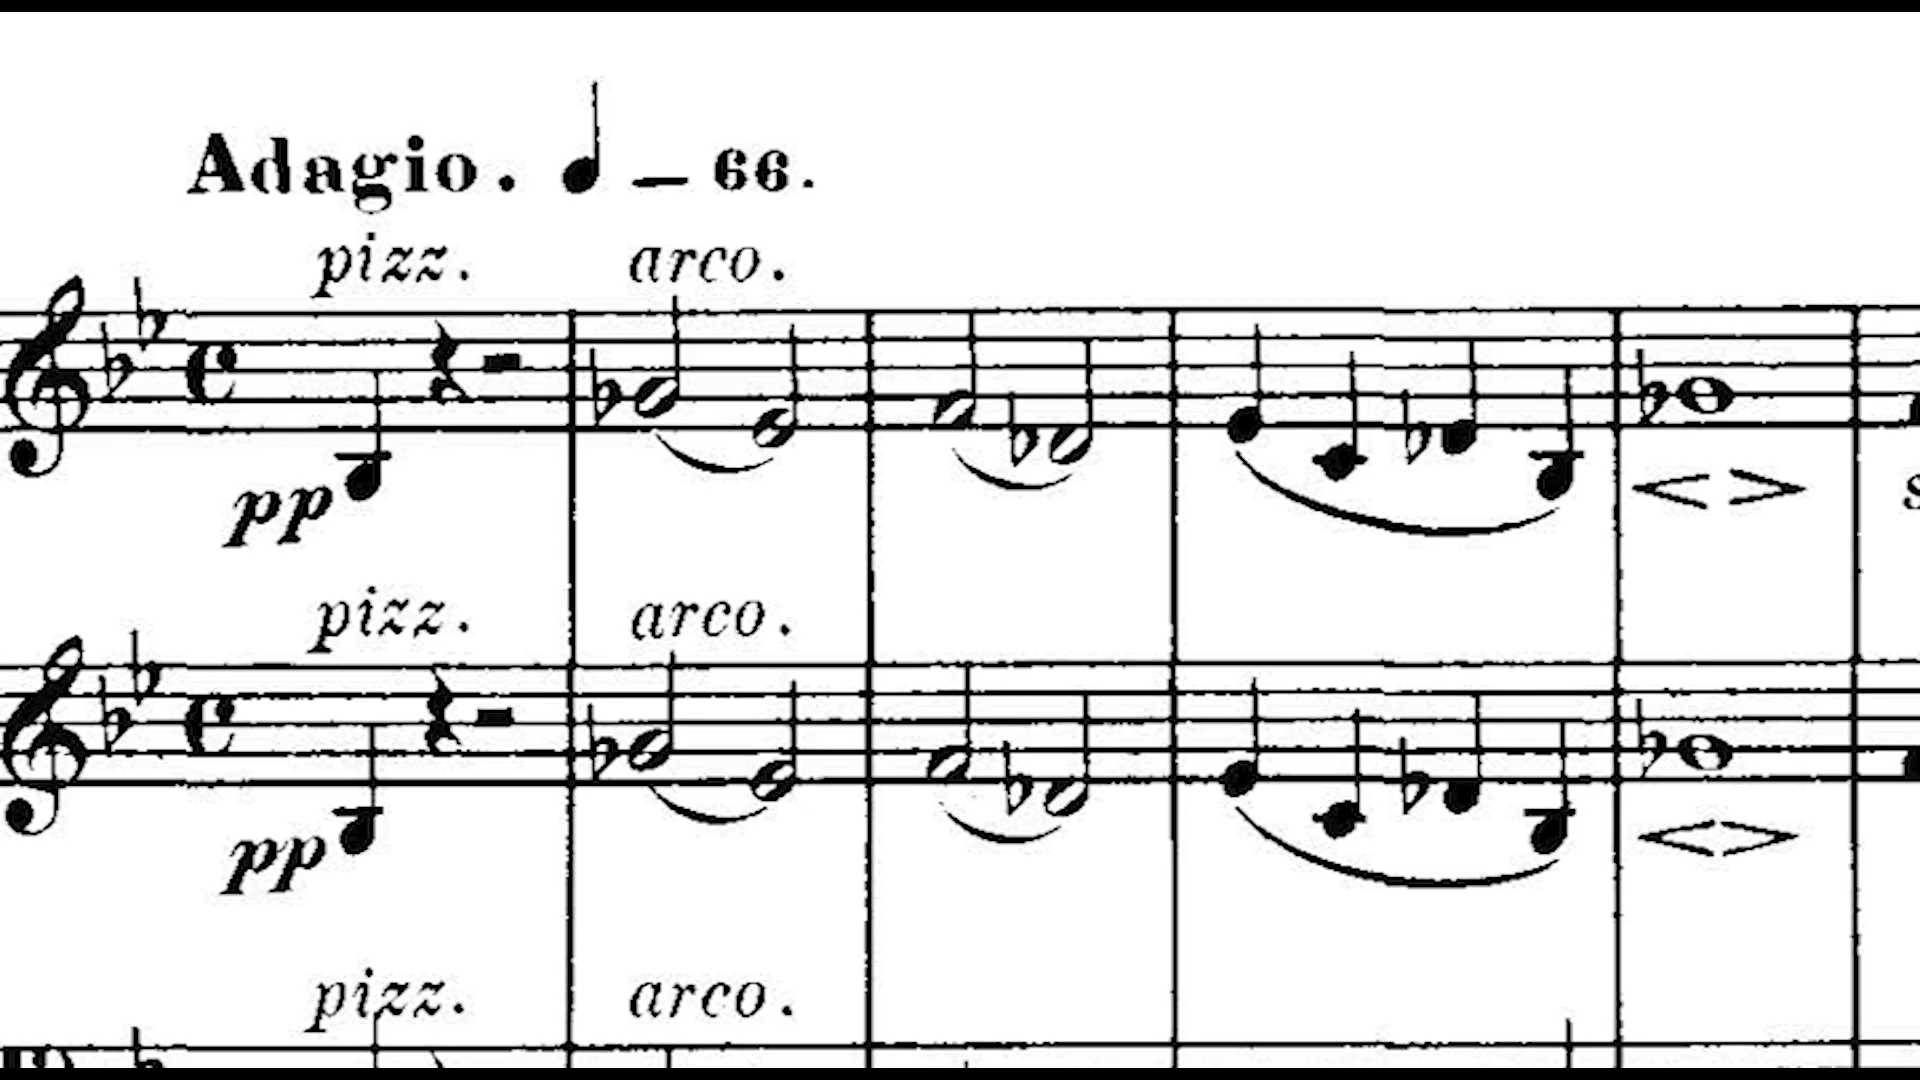 Adagio. ♩ — 66.
pizz. arco.
pp
pizz. arco.
pp
pizz. arco.